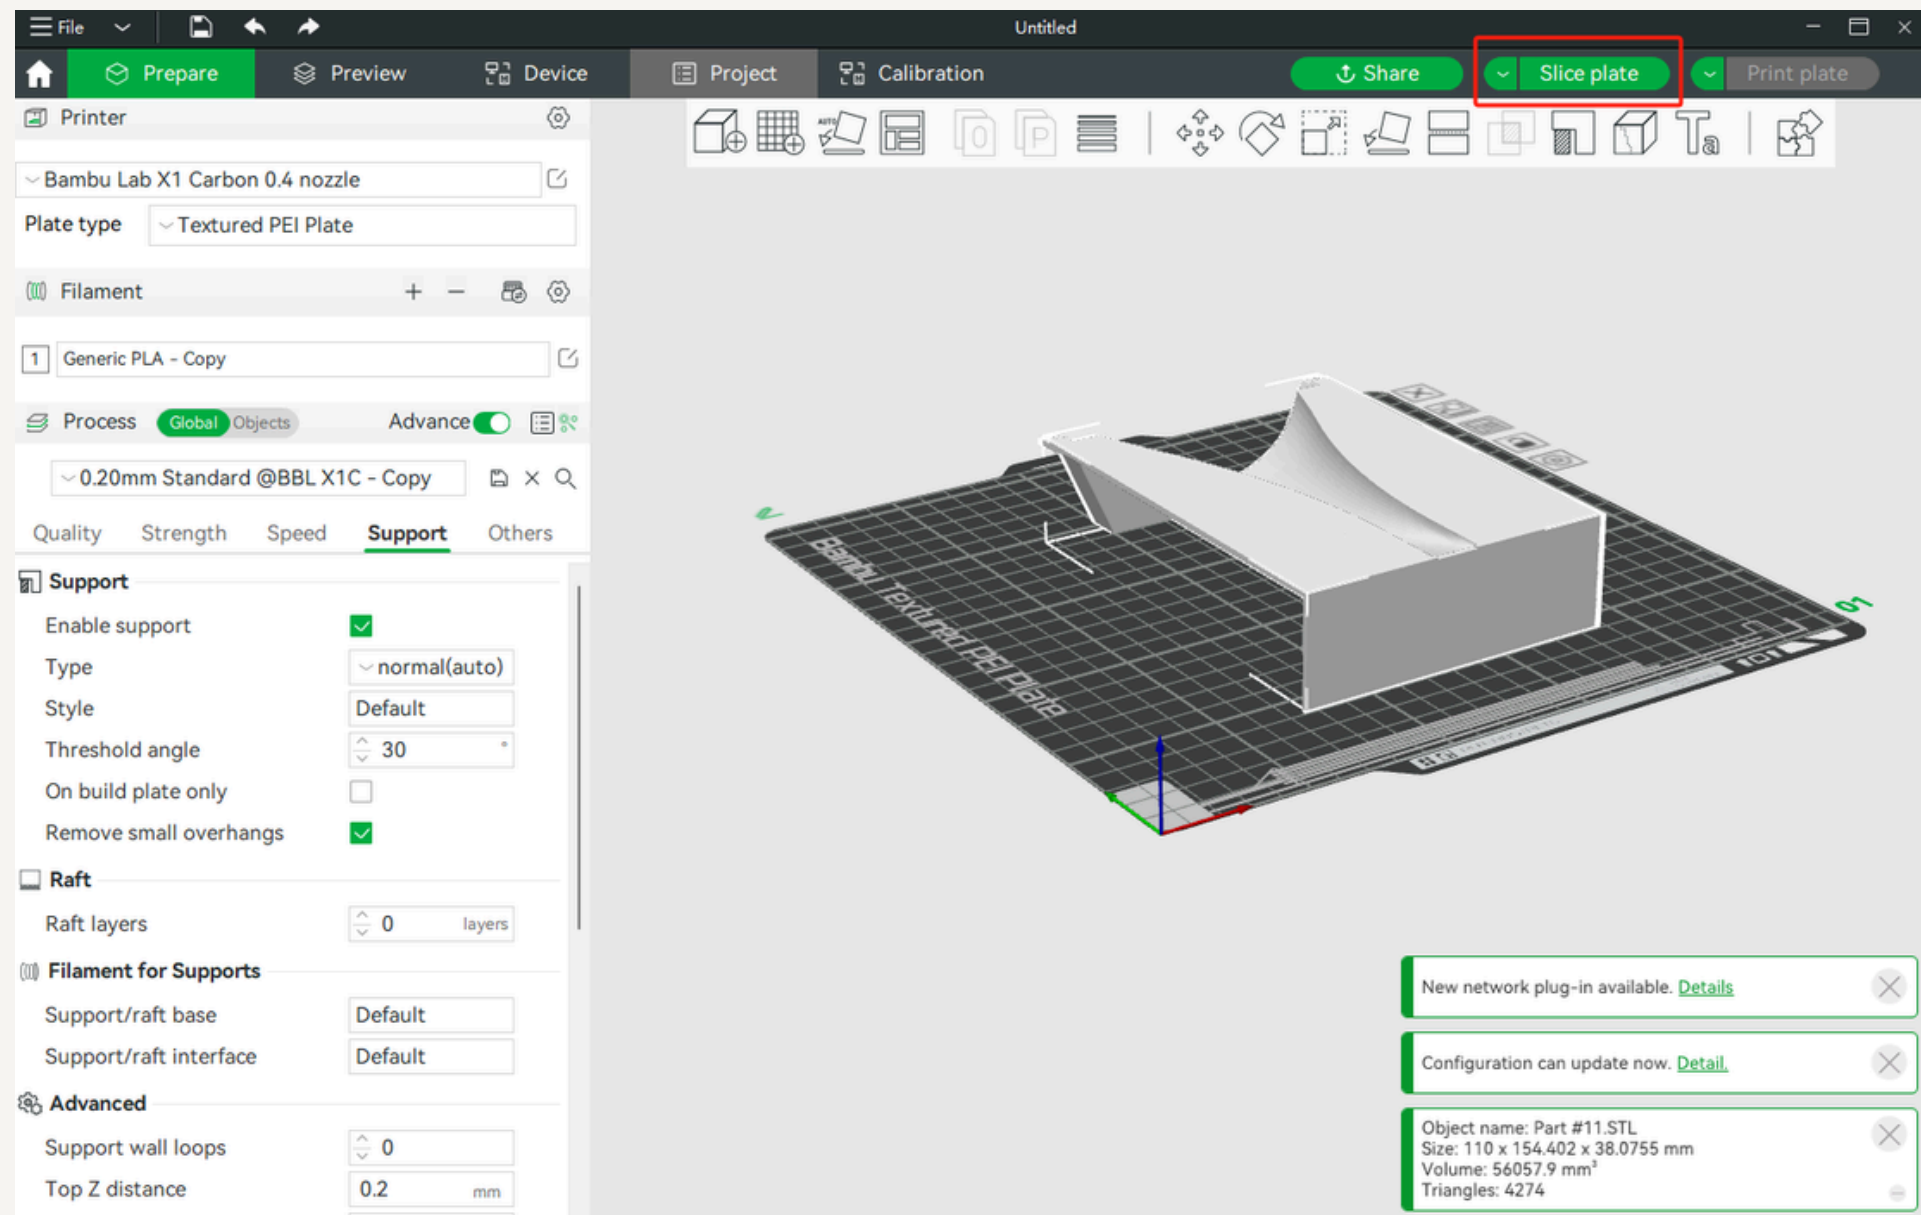 File
Untitled
Prepare
Preview
Device
Project
Calibration
Share
Slice plate
Print plate
Printer
Bambu Lab X1 Carbon 0.4 nozzle
Plate type
Textured PEI Plate
Filament
1
Generic PLA - Copy
Process
Global
Objects
Advance
0.20mm Standard @BBL X1C - Copy
Quality
Strength
Speed
Support
Others
Support
Enable support
Type
normal(auto)
Style
Default
Threshold angle
30 °
On build plate only
Remove small overhangs
Raft
Raft layers
0 layers
Filament for Supports
Support/raft base
Default
Support/raft interface
Default
Advanced
Support wall loops
0
Top Z distance
0.2 mm
AUTO
0
P
Ta
Bambu Textured PEI Plate
01
New network plug-in available. Details
Configuration can update now. Detail.
Object name: Part #11.STL
Size: 110 x 154.402 x 38.0755 mm
Volume: 56057.9 mm³
Triangles: 4274